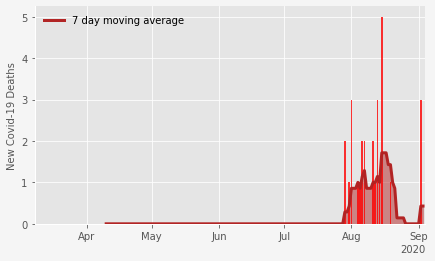 5
4
3
2
1
0
New Covid-19 Deaths
7 day moving average
Apr
May
Jun
Jul
Aug
Sep
2020